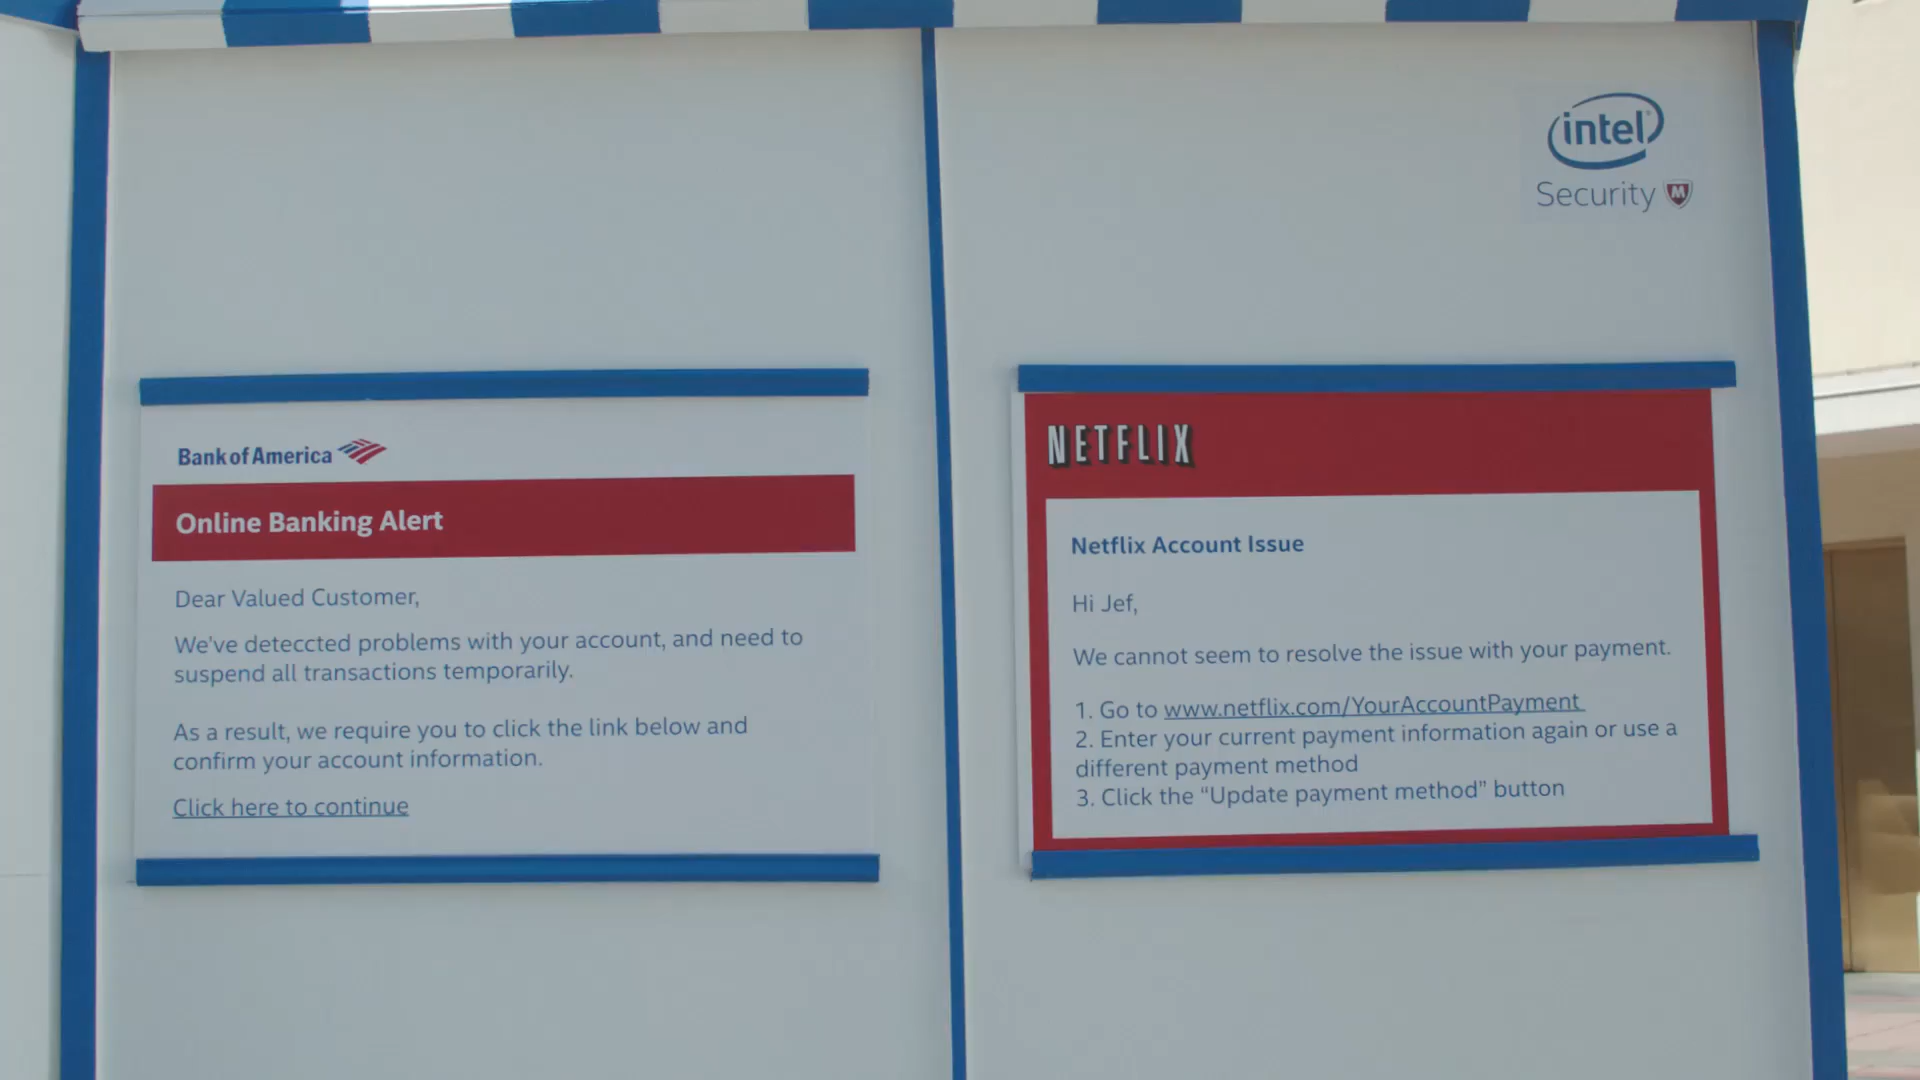 intel
Security M
Bank of America
Online Banking Alert
Dear Valued Customer,
We've deteccted problems with your account, and need to
suspend all transactions temporarily.
As a result, we require you to click the link below and
confirm your account information.
Click here to continue
NETFLIX
Netflix Account Issue
Hi Jef,
We cannot seem to resolve the issue with your payment.
1. Go to www.netflix.com/YourAccountPayment
2. Enter your current payment information again or use a
different payment method
3. Click the “Update payment method” button